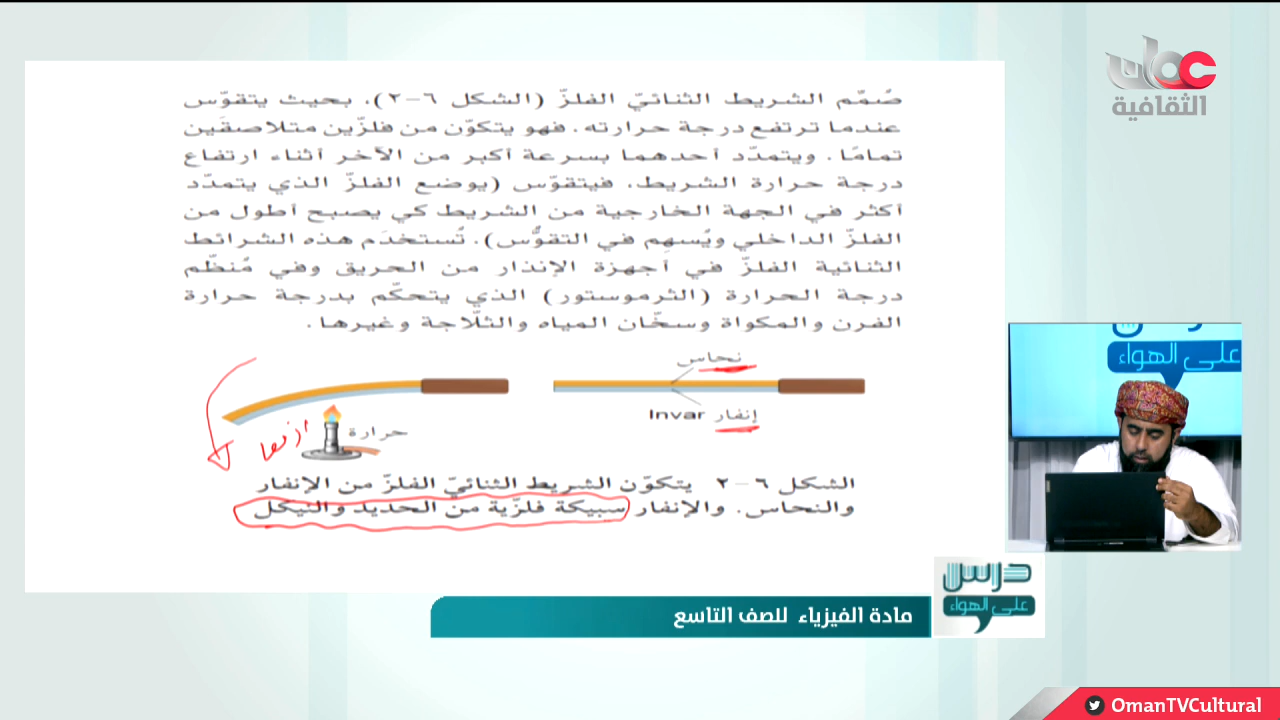 عمان
الثقافية
صُمّم الشريط الثنائيّ الفلزّ (الشكل ٦-٢)، بحيث يتقوّس
عندما ترتفع درجة حرارته. فهو يتكوّن من فلزّين متلاصقَين
تمامًا. ويتمدّد أحدهما بسرعة أكبر من الآخر أثناء ارتفاع
درجة حرارة الشريط، فيتقوّس (يوضع الفلزّ الذي يتمدّد
أكثر في الجهة الخارجية من الشريط كي يصبح أطول من
الفلزّ الداخلي ويُسهِم في التقوُّس). تُستخدَم هذه الشرائط
الثنائية الفلزّ في أجهزة الإنذار من الحريق وفي مُنظّم
درجة الحرارة (الثرموستور) الذي يتحكّم بدرجة حرارة
الفرن والمكواة وسخّان المياه والثلّاجة وغيرها.
نحاس
إنفار Invar
حرارة
الشكل ٦-٢ يتكوّن الشريط الثنائيّ الفلزّ من الإنفار
والنحاس. والإنفار سبيكة فلزّية من الحديد والنيكل
على الهواء
درس
على الهواء
مادة الفيزياء للصف التاسع
OmanTVCultural